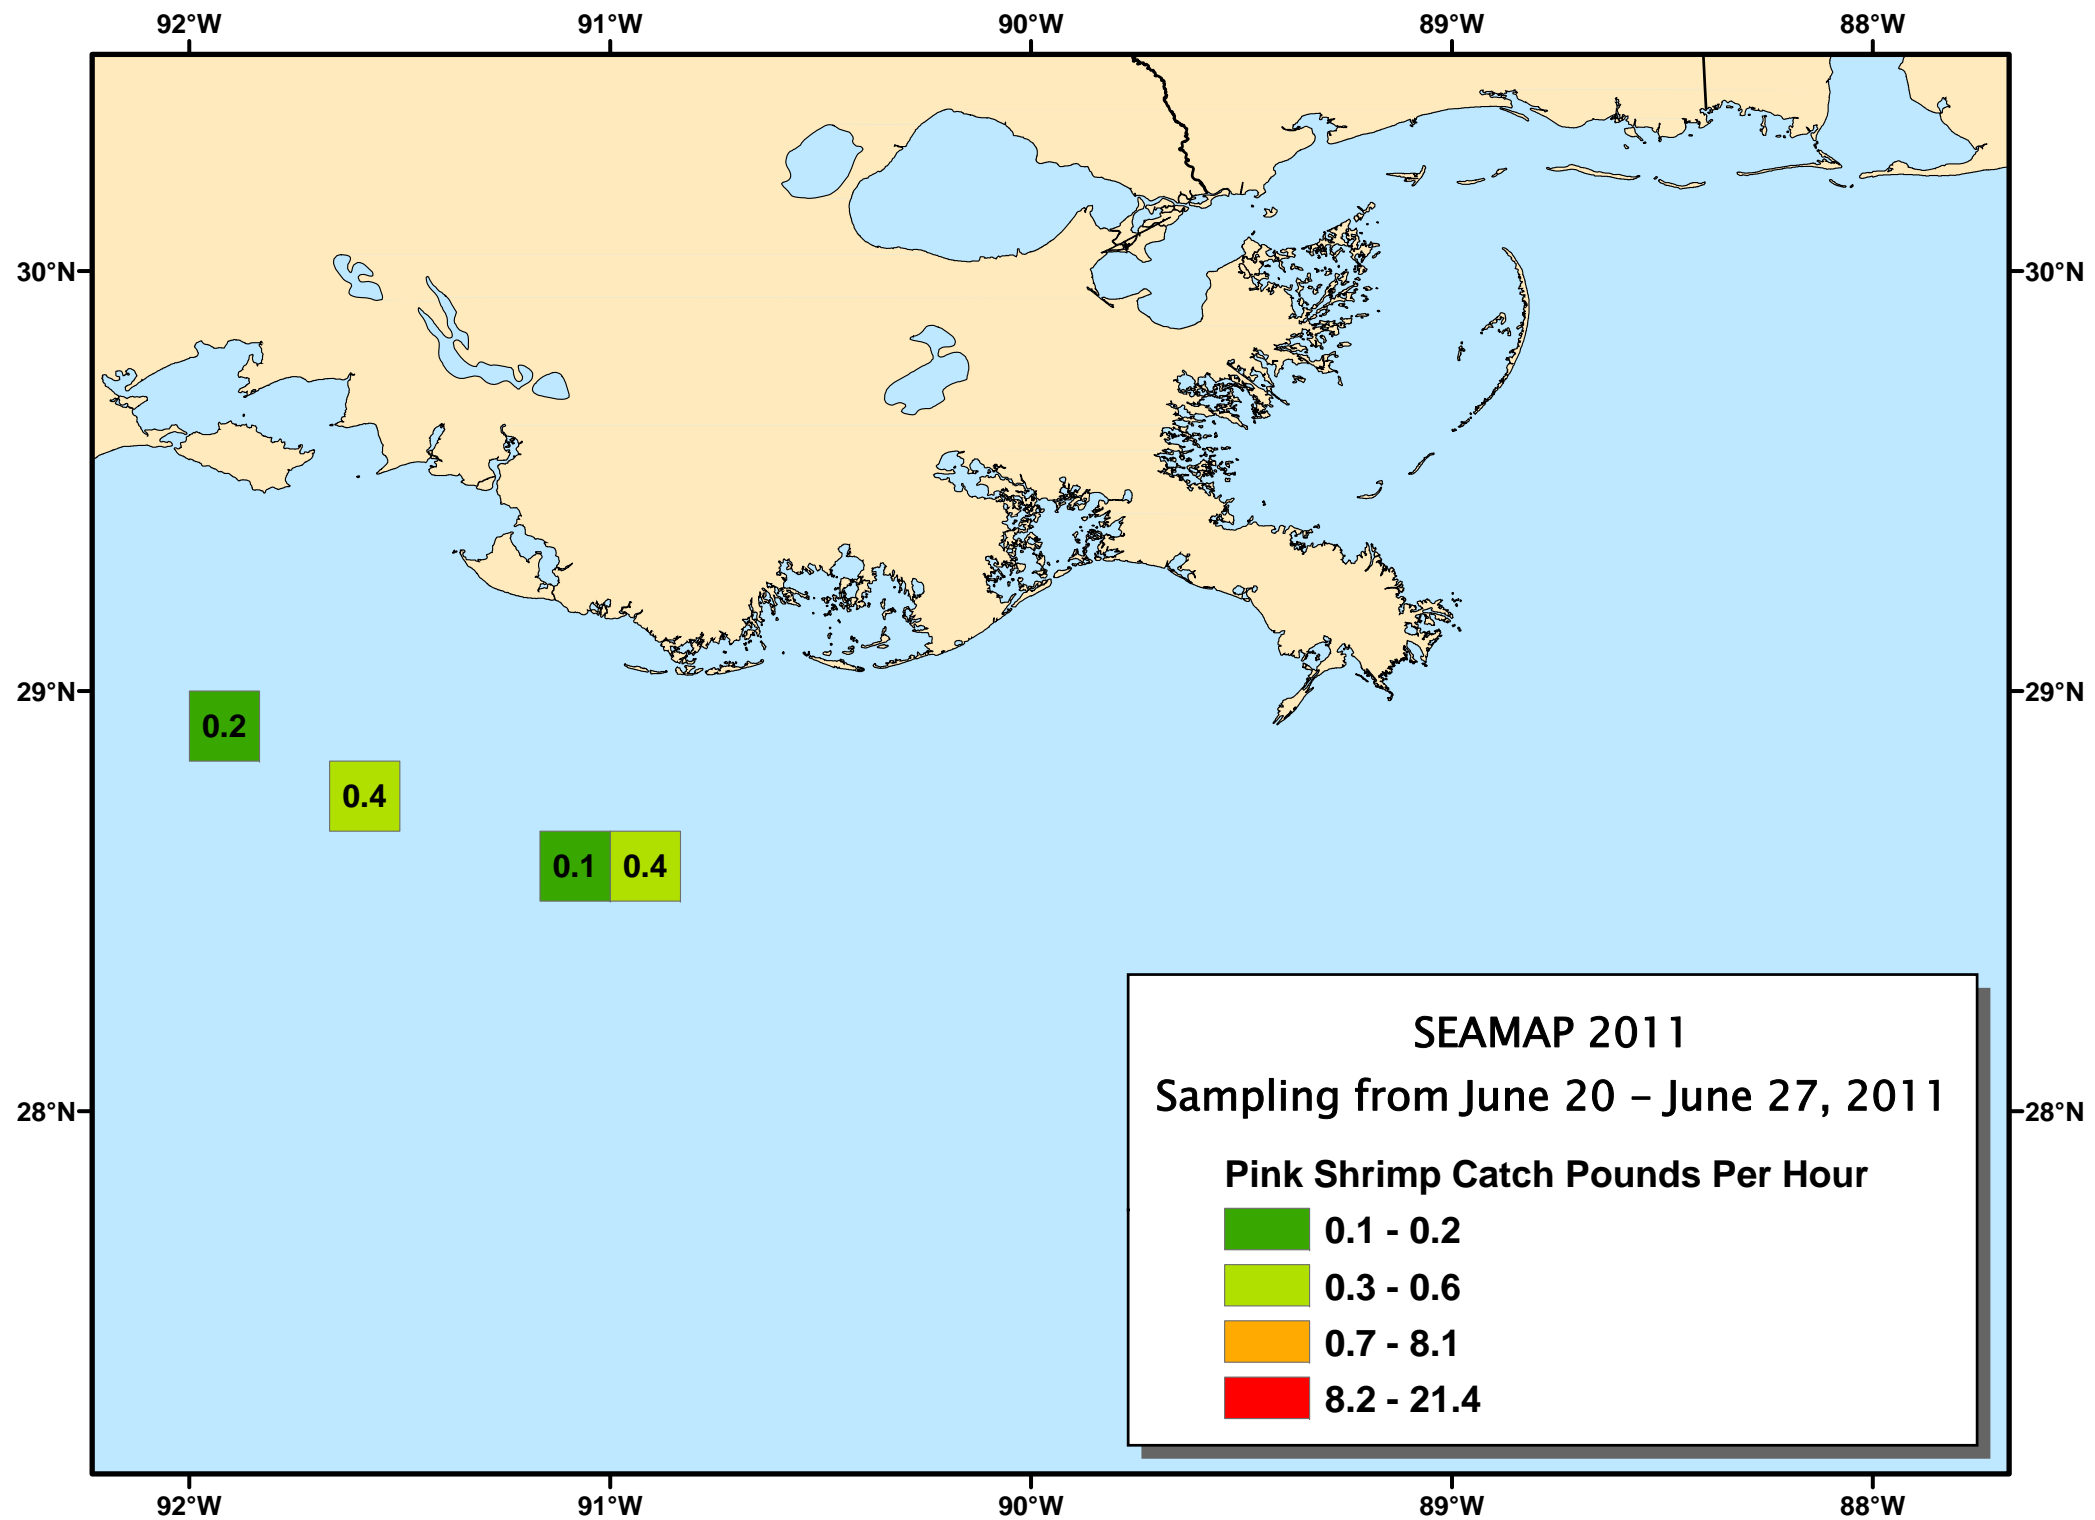 92°W 91°W 90°W 89°W 88°W
30°N 30°N
29°N 29°N
0.2
0.4
0.1 0.4
SEAMAP 2011
Sampling from June 20 – June 27, 2011
28°N 28°N
Pink Shrimp Catch Pounds Per Hour
0.1 - 0.2
0.3 - 0.6
0.7 - 8.1
8.2 - 21.4
92°W 91°W 90°W 89°W 88°W